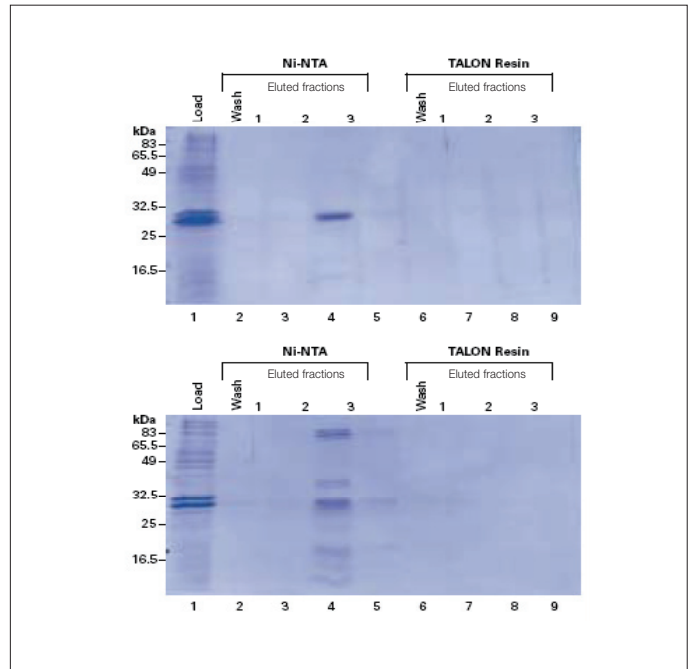 Ni-NTA TALON Resin
Eluted fractions Eluted fractions
Load Wash 1 2 3 Wash 1 2 3
kDa
83
65.5
49
32.5
25
16.5
1 2 3 4 5 6 7 8 9
Ni-NTA TALON Resin
Eluted fractions Eluted fractions
Load Wash 1 2 3 Wash 1 2 3
kDa
83
65.5
49
32.5
25
16.5
1 2 3 4 5 6 7 8 9